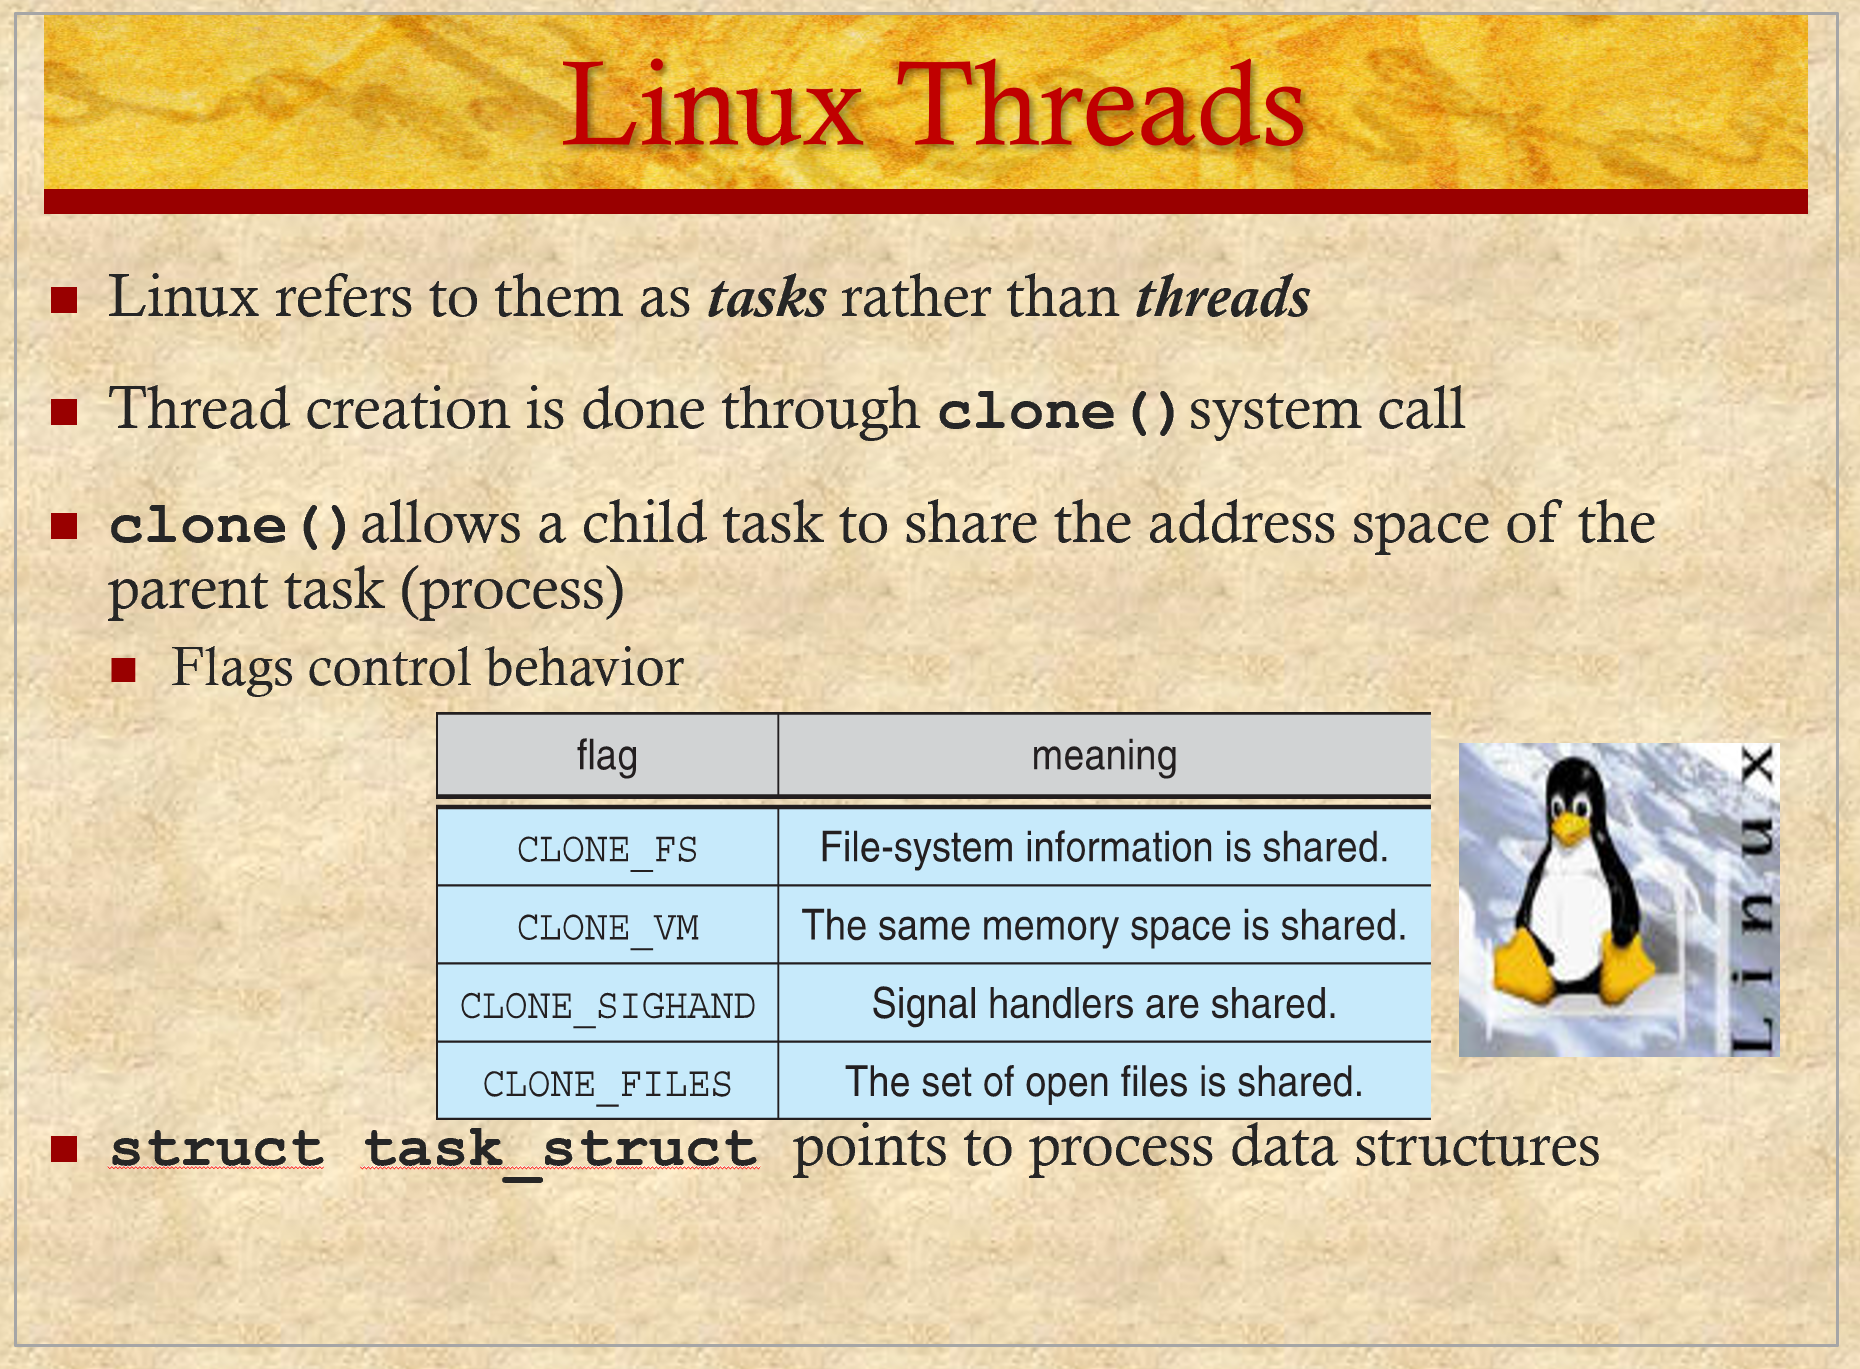 Linux Threads
Linux refers to them as tasks rather than threads
Thread creation is done through clone() system call
clone() allows a child task to share the address space of the
parent task (process)
Flags control behavior
flag meaning
CLONE_FS File-system information is shared.
CLONE_VM The same memory space is shared.
CLONE_SIGHAND Signal handlers are shared.
CLONE_FILES The set of open files is shared.
Linux
struct task_struct points to process data structures